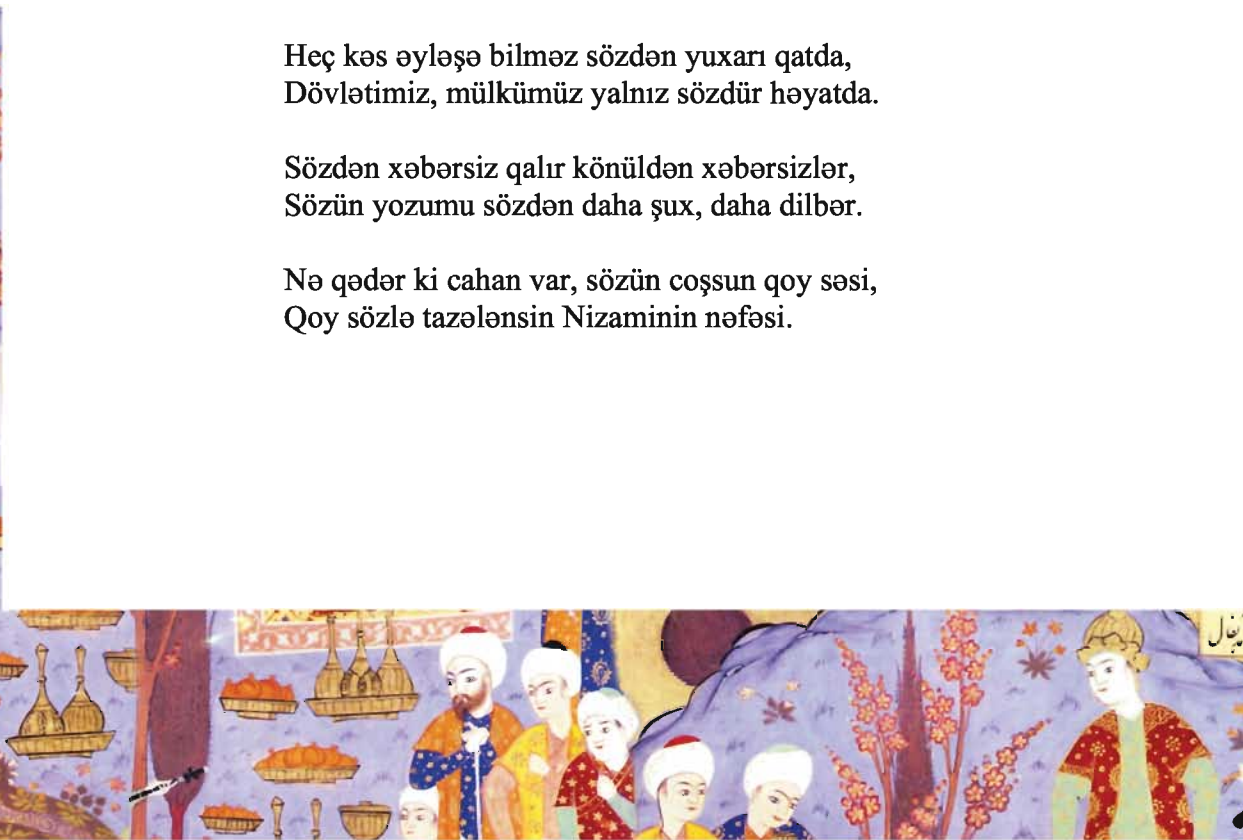 Heç kəs əyləşə bilməz sözdən yuxarı qatda,
Dövlətimiz, mülkümüz yalnız sözdür həyatda.

Sözdən xəbərsiz qalır könüldən xəbərsizlər,
Sözün yozumu sözdən daha şux, daha dilbər.

Nə qədər ki cahan var, sözün coşsun qoy səsi,
Qoy sözlə tazələnsin Nizaminin nəfəsi.